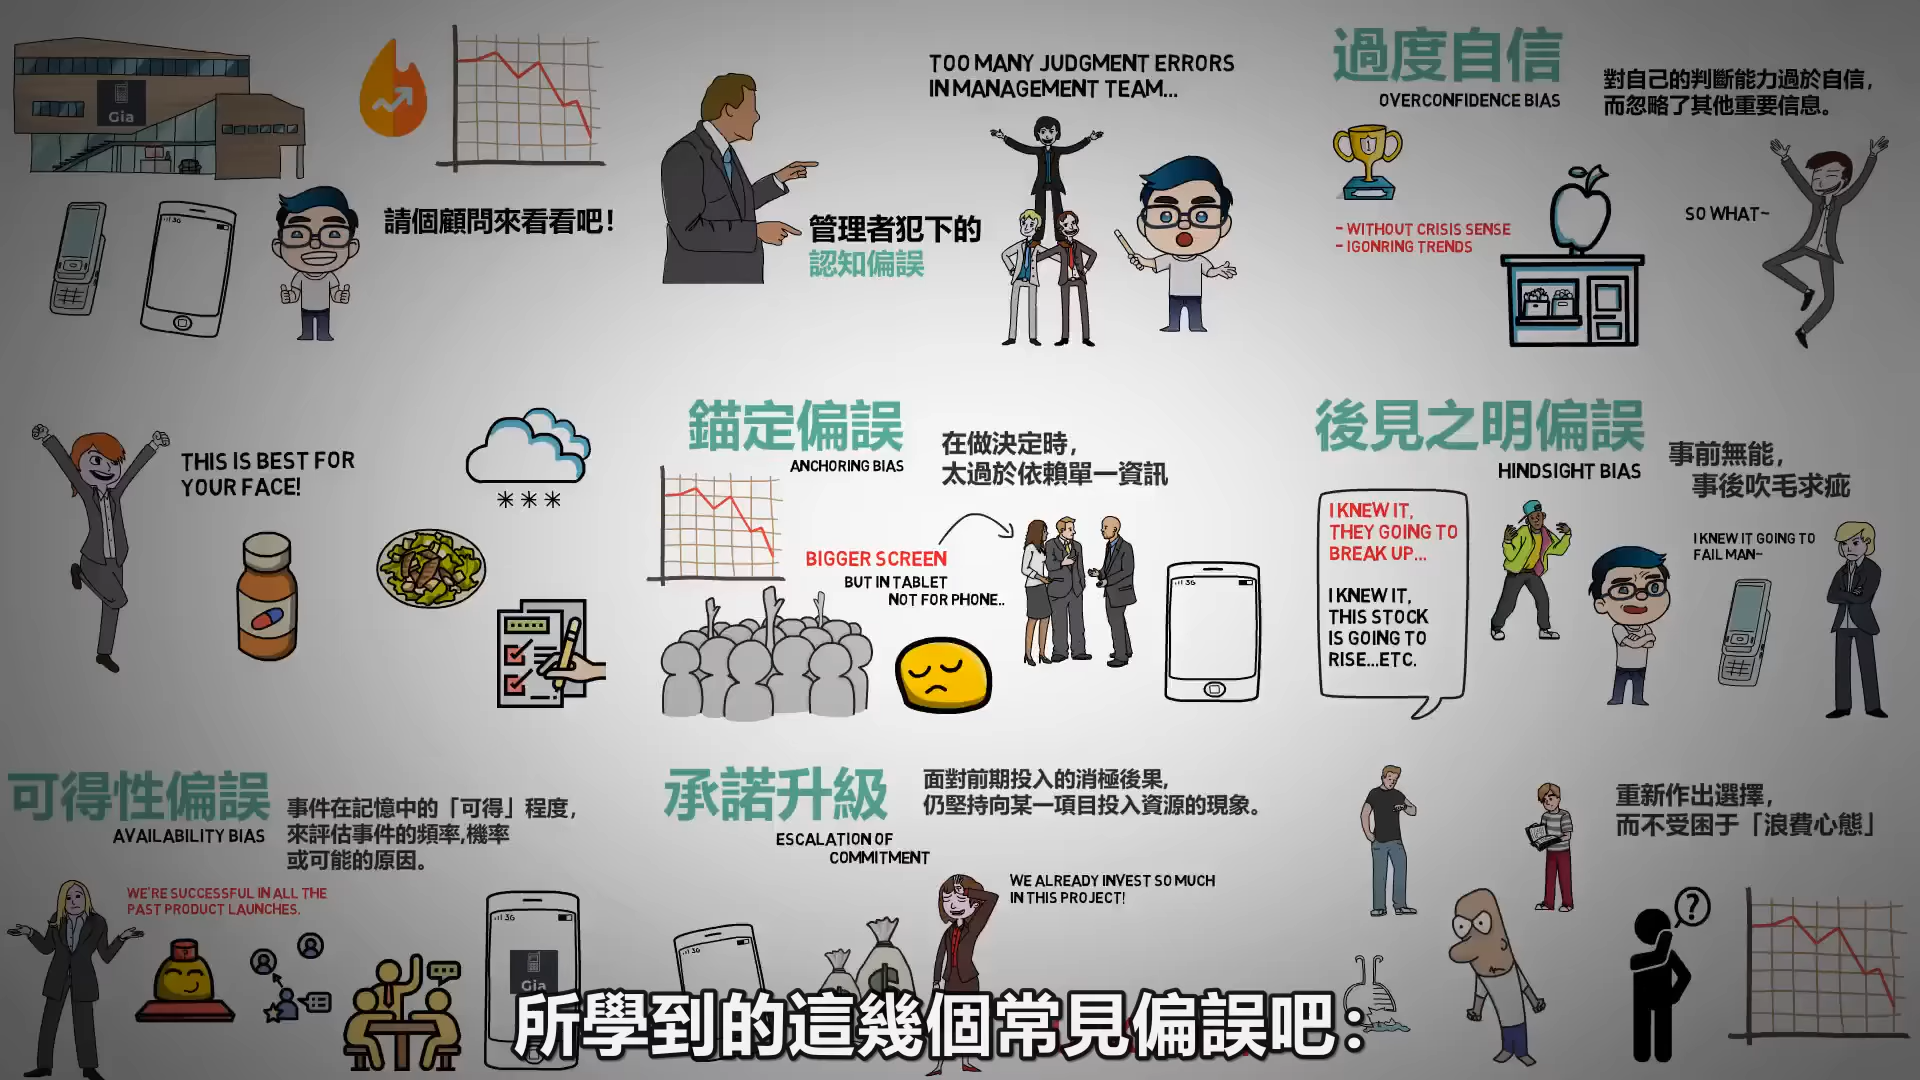 Gia
請個顧問來看看吧！
3G
TOO MANY JUDGMENT ERRORS
IN MANAGEMENT TEAM...
管理者犯下的
認知偏誤
過度自信
OVERCONFIDENCE BIAS
對自己的判斷能力過於自信，
而忽略了其他重要信息。
1
- WITHOUT CRISIS SENSE
- IGONRING TRENDS
SO WHAT~
THIS IS BEST FOR
YOUR FACE!
錨定偏誤
ANCHORING BIAS
在做決定時，
太過於依賴單一資訊
BIGGER SCREEN
BUT IN TABLET
NOT FOR PHONE..
3G
後見之明偏誤
HINDSIGHT BIAS
事前無能，
事後吹毛求疵
I KNEW IT,
THEY GOING TO
BREAK UP...
I KNEW IT,
THIS STOCK
IS GOING TO
RISE...ETC.
I KNEW IT GOING TO
FAIL MAN~
可得性偏誤
AVAILABILITY BIAS
事件在記憶中的「可得」程度，
來評估事件的頻率,機率
或可能的原因。
WE'RE SUCCESSFUL IN ALL THE
PAST PRODUCT LAUNCHES.
3G
Gia
承諾升級
ESCALATION OF
COMMITMENT
面對前期投入的消極後果，
仍堅持向某一項目投入資源的現象。
WE ALREADY INVEST SO MUCH
IN THIS PROJECT!
3G
$
重新作出選擇，
而不受困于「浪費心態」
?
所學到的這幾個常見偏誤吧：